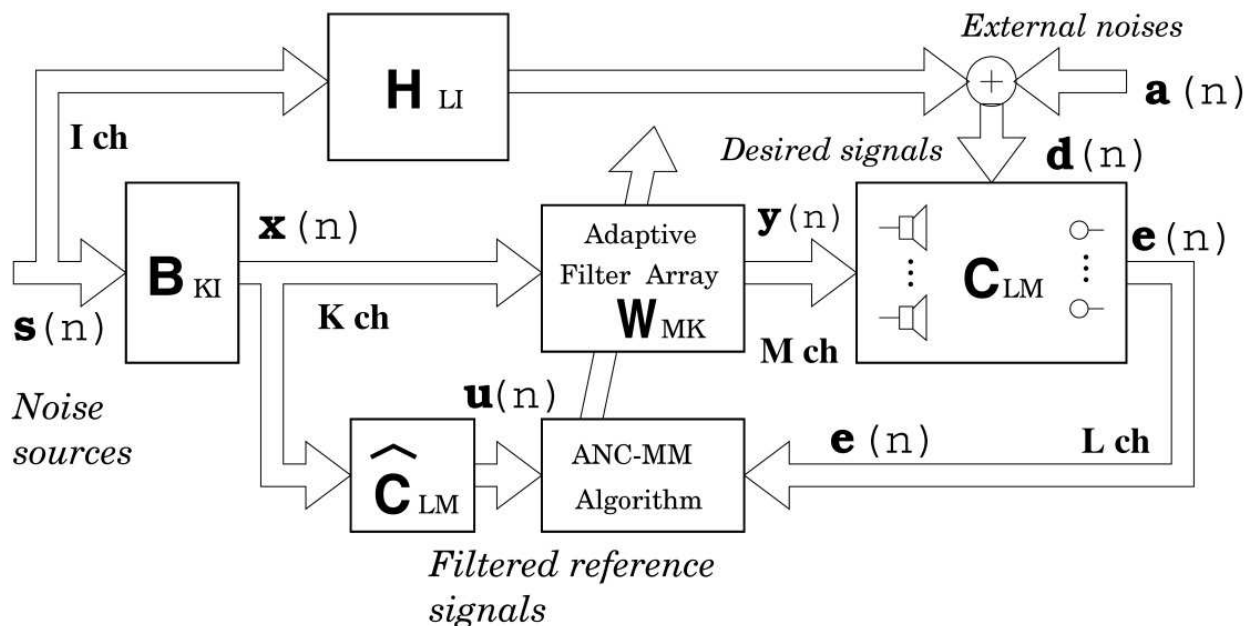 External noises
H LI
+
a (n)
I ch
Desired signals
d(n)
x (n)
Adaptive
Filter Array
W MK
y(n)
e(n)
B KI
C LM
s(n)
K ch
M ch
Noise
sources
u(n)
Ĉ LM
ANC-MM
Algorithm
e (n)
L ch
Filtered reference
signals